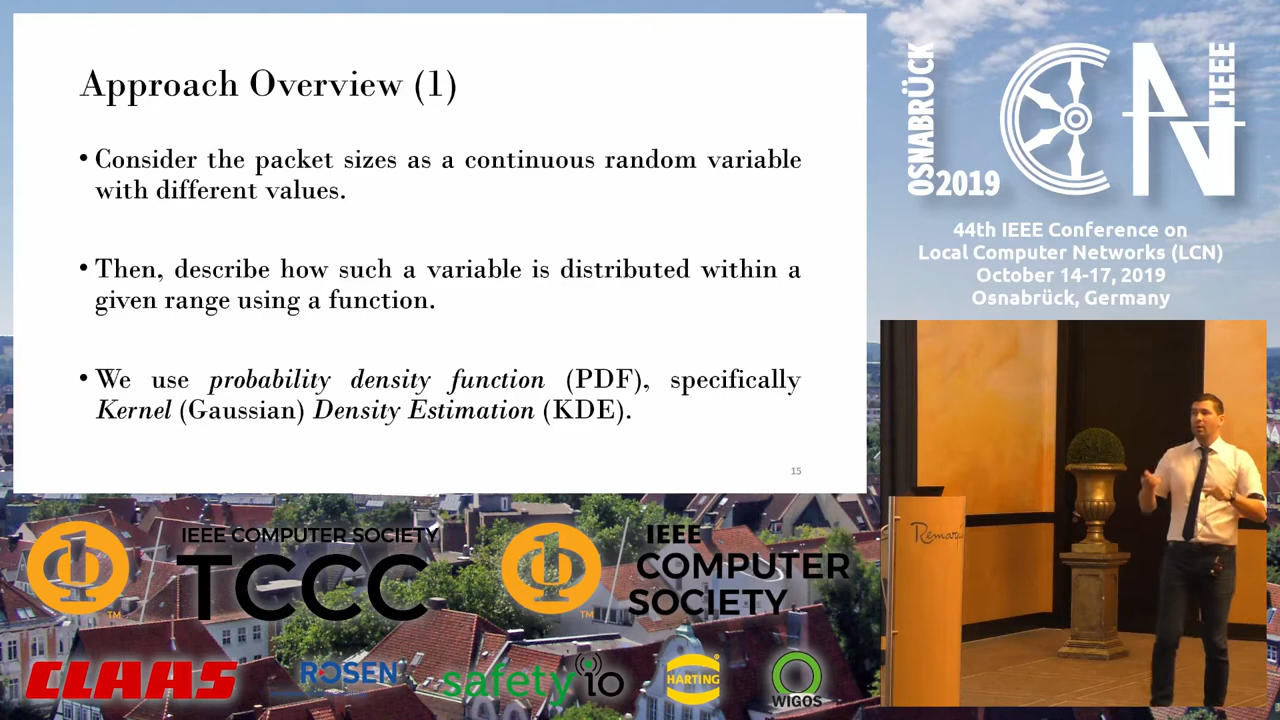 Approach Overview (1)
• Consider the packet sizes as a continuous random variable
with different values.
• Then, describe how such a variable is distributed within a
given range using a function.
• We use probability density function (PDF), specifically
Kernel (Gaussian) Density Estimation (KDE).
15
OSNABRÜCK
2019
LCN
IEEE
44th IEEE Conference on
Local Computer Networks (LCN)
October 14-17, 2019
Osnabrück, Germany
IEEE COMPUTER SOCIETY
TCCC
TM
IEEE
COMPUTER
SOCIETY
TM
CLAAS
ROSEN
safetyio
HARTING
WIGOS